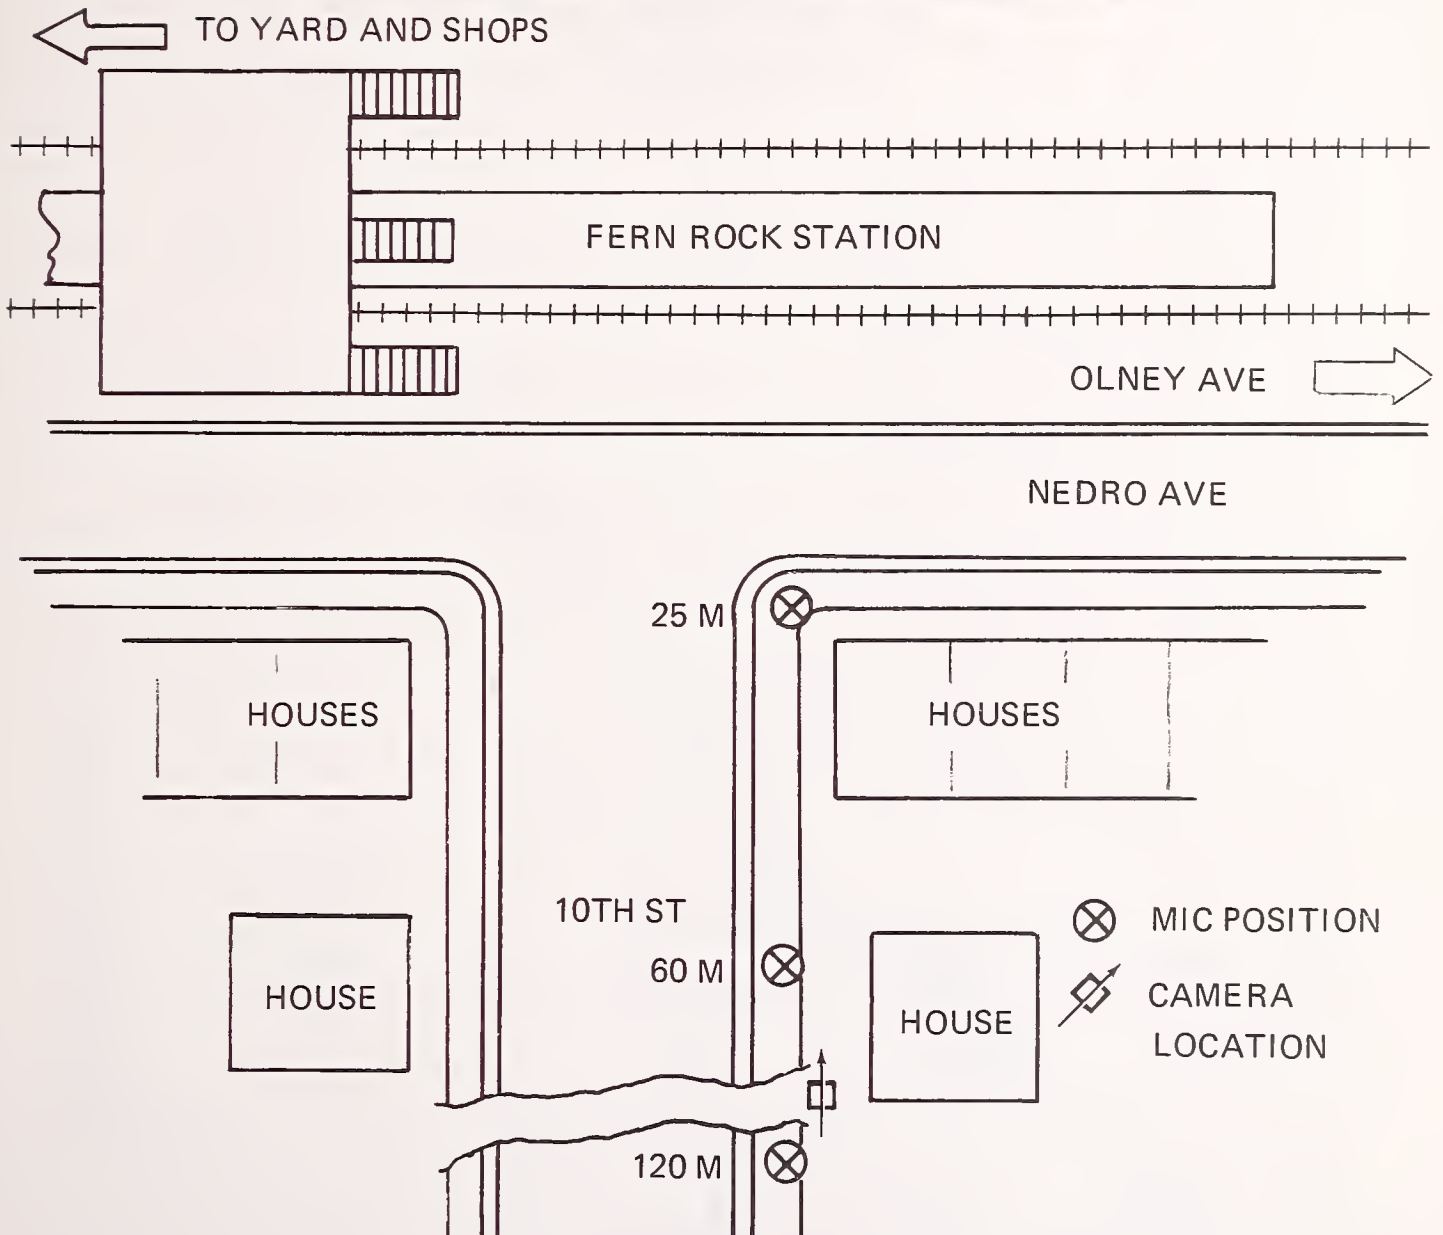 TO YARD AND SHOPS
FERN ROCK STATION
OLNEY AVE
NEDRO AVE
25 M
HOUSES
HOUSES
10TH ST
MIC POSITION
60 M
HOUSE
HOUSE
CAMERA
LOCATION
120 M